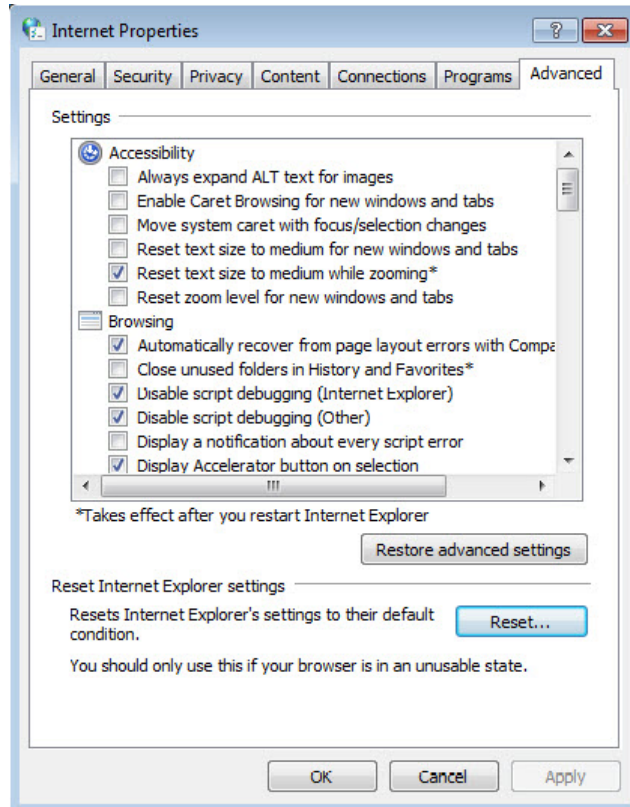 Internet Properties
General Security Privacy Content Connections Programs Advanced
Settings
Accessibility
Always expand ALT text for images
Enable Caret Browsing for new windows and tabs
Move system caret with focus/selection changes
Reset text size to medium for new windows and tabs
Reset text size to medium while zooming*
Reset zoom level for new windows and tabs
Browsing
Automatically recover from page layout errors with Compa
Close unused folders in History and Favorites*
Disable script debugging (Internet Explorer)
Disable script debugging (Other)
Display a notification about every script error
Display Accelerator button on selection
*Takes effect after you restart Internet Explorer
Restore advanced settings
Reset Internet Explorer settings
Resets Internet Explorer's settings to their default
condition.
Reset...
You should only use this if your browser is in an unusable state.
OK Cancel Apply